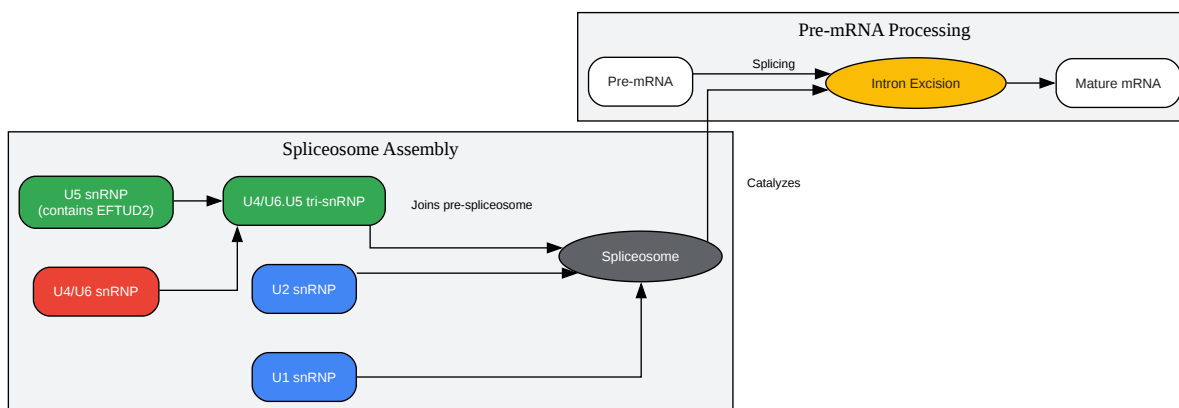 Pre-mRNA Processing
Pre-mRNA
Splicing
Intron Excision
Mature mRNA
Spliceosome Assembly
U5 snRNP
(contains EFTUD2)
U4/U6.U5 tri-snRNP
Joins pre-spliceosome
Catalyzes
Spliceosome
U4/U6 snRNP
U2 snRNP
U1 snRNP